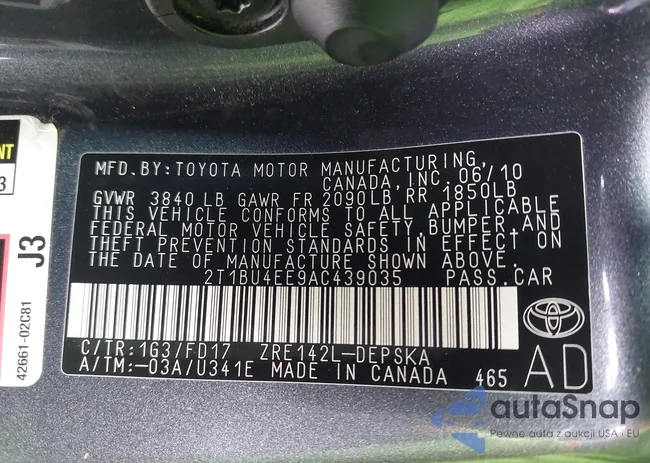 MFD. BY: TOYOTA MOTOR MANUFACTURING,
CANADA, INC. 06/10
GVWR 3840 LB GAWR FR 2090LB RR 1850LB
THIS VEHICLE CONFORMS TO ALL APPLICABLE
FEDERAL MOTOR VEHICLE SAFETY, BUMPER, AND
THEFT PREVENTION STANDARDS IN EFFECT ON
THE DATE OF MANUFACTURE SHOWN ABOVE.
2T1BU4EE9AC439035 PASS.CAR
C/TR: 1G3/FD17 ZRE142L-DEPSKA
A/TM: -03A/U341E MADE IN CANADA 465
AD
NT
3
J3
42661-02C81
autaSnap
Pewne auta z aukcji USA i EU